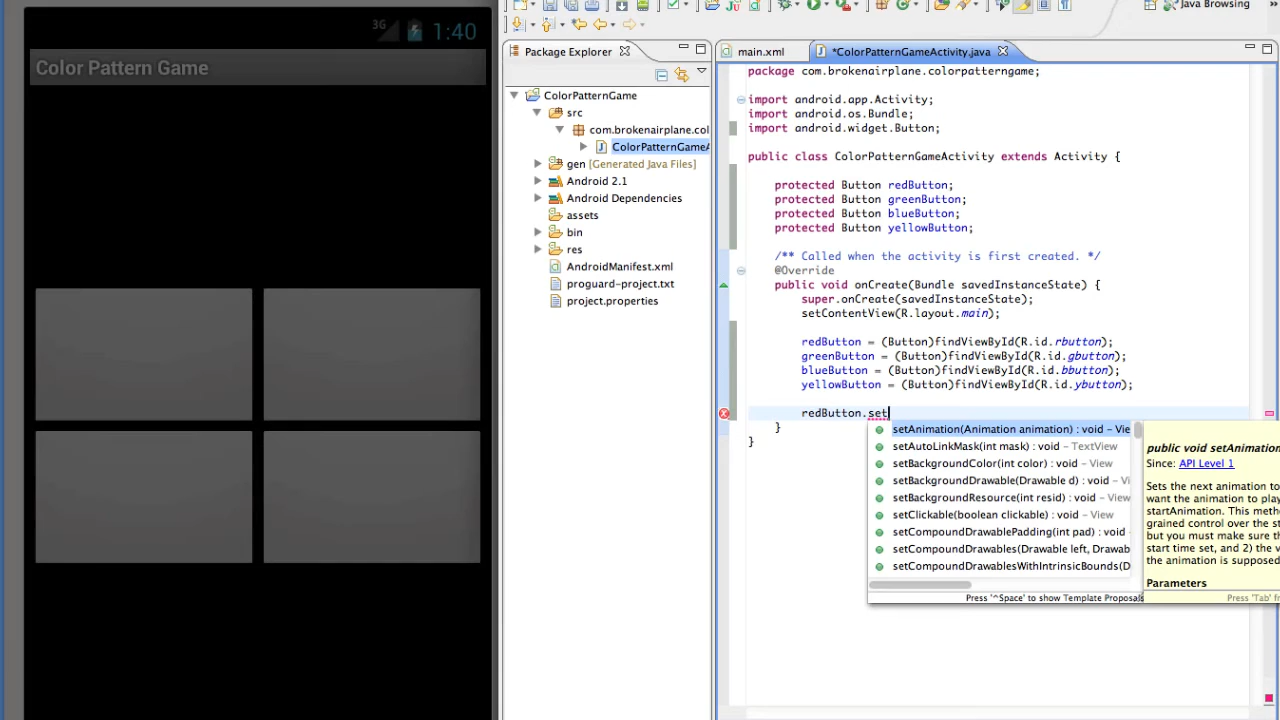 3G 1:40
Color Pattern Game
Java Browsing
Package Explorer
ColorPatternGame
src
com.brokenairplane.col
ColorPatternGameA
gen [Generated Java Files]
Android 2.1
Android Dependencies
assets
bin
res
AndroidManifest.xml
proguard-project.txt
project.properties
main.xml *ColorPatternGameActivity.java
package com.brokenairplane.colorpatterngame;
import android.app.Activity;
import android.os.Bundle;
import android.widget.Button;
public class ColorPatternGameActivity extends Activity {
protected Button redButton;
protected Button greenButton;
protected Button blueButton;
protected Button yellowButton;
/** Called when the activity is first created. */
@Override
public void onCreate(Bundle savedInstanceState) {
super.onCreate(savedInstanceState);
setContentView(R.layout.main);
redButton = (Button)findViewById(R.id.rbutton);
greenButton = (Button)findViewById(R.id.gbutton);
blueButton = (Button)findViewById(R.id.bbutton);
yellowButton = (Button)findViewById(R.id.ybutton);
redButton.set
}
}
setAnimation(Animation animation) : void – Vie
setAutoLinkMask(int mask) : void – TextView
setBackgroundColor(int color) : void – View
setBackgroundDrawable(Drawable d) : void – Vi
setBackgroundResource(int resid) : void – View
setClickable(boolean clickable) : void – View
setCompoundDrawablePadding(int pad) : void –
setCompoundDrawables(Drawable left, Drawab
setCompoundDrawablesWithIntrinsicBounds(D
Press '^Space' to show Template Proposals
public void setAnimation
Since: API Level 1
Sets the next animation to
want the animation to play
startAnimation. This metho
grained control over the st
but you must make sure th
start time set, and 2) the v
the animation is supposed
Parameters
Press 'Tab' fr